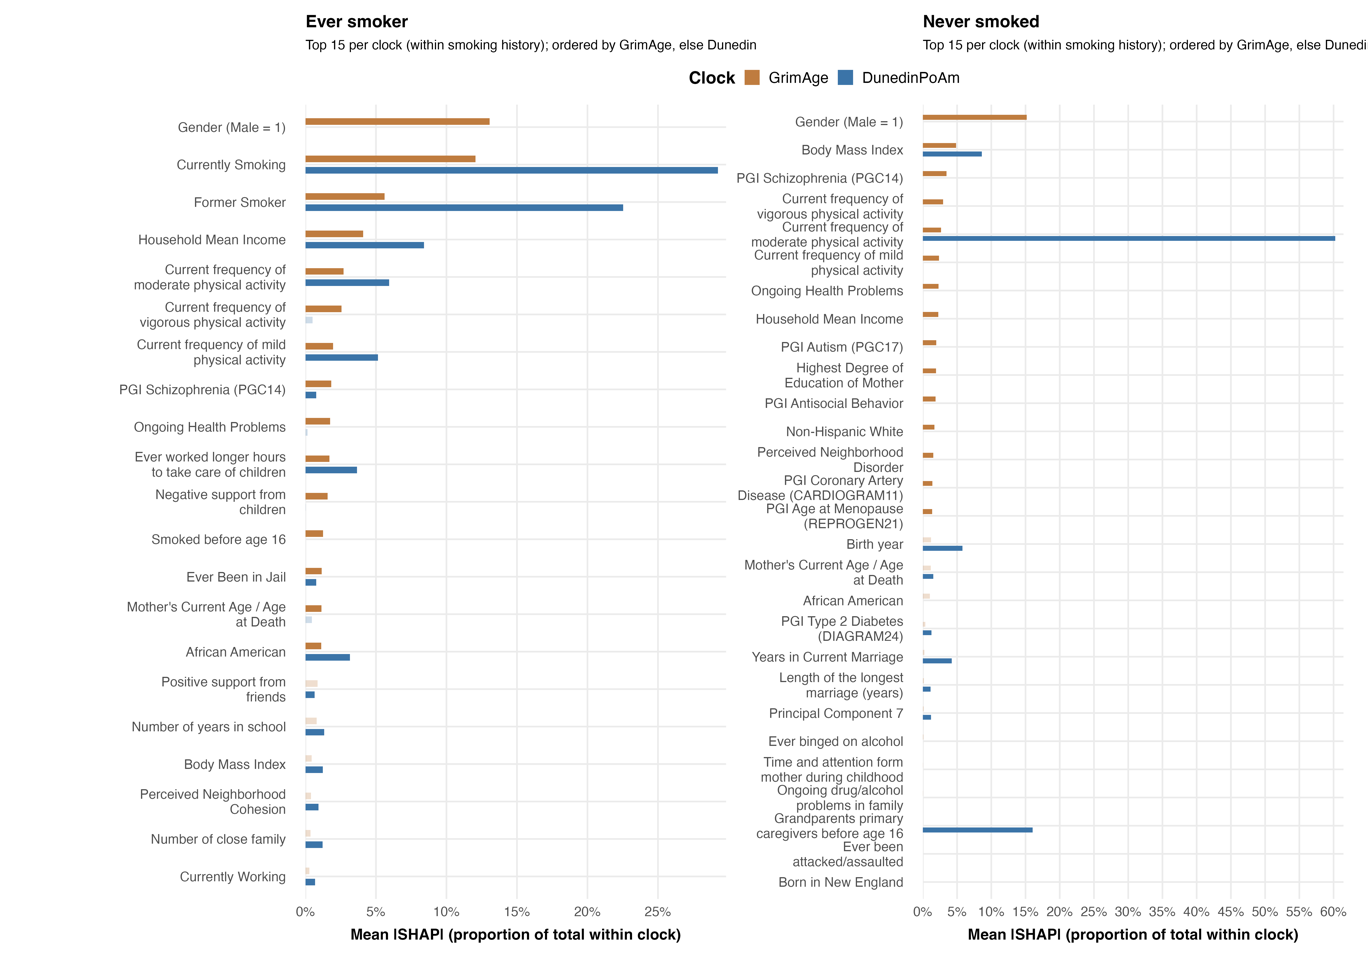 Ever smoker
Top 15 per clock (within smoking history); ordered by GrimAge, else Dunedin
Never smoked
Top 15 per clock (within smoking history); ordered by GrimAge, else Dunedi
Clock GrimAge DunedinPoAm
Gender (Male = 1)
Currently Smoking
Former Smoker
Household Mean Income
Current frequency of
moderate physical activity
Current frequency of
vigorous physical activity
Current frequency of mild
physical activity
PGI Schizophrenia (PGC14)
Ongoing Health Problems
Ever worked longer hours
to take care of children
Negative support from
children
Smoked before age 16
Ever Been in Jail
Mother's Current Age / Age
at Death
African American
Positive support from
friends
Number of years in school
Body Mass Index
Perceived Neighborhood
Cohesion
Number of close family
Currently Working
0% 5% 10% 15% 20% 25%
Mean |SHAP| (proportion of total within clock)
Gender (Male = 1)
Body Mass Index
PGI Schizophrenia (PGC14)
Current frequency of
vigorous physical activity
Current frequency of
moderate physical activity
Current frequency of mild
physical activity
Ongoing Health Problems
Household Mean Income
PGI Autism (PGC17)
Highest Degree of
Education of Mother
PGI Antisocial Behavior
Non-Hispanic White
Perceived Neighborhood
Disorder
PGI Coronary Artery
Disease (CARDIOGRAM11)
PGI Age at Menopause
(REPROGEN21)
Birth year
Mother's Current Age / Age
at Death
African American
PGI Type 2 Diabetes
(DIAGRAM24)
Years in Current Marriage
Length of the longest
marriage (years)
Principal Component 7
Ever binged on alcohol
Time and attention form
mother during childhood
Ongoing drug/alcohol
problems in family
Grandparents primary
caregivers before age 16
Ever been
attacked/assaulted
Born in New England
0% 5% 10% 15% 20% 25% 30% 35% 40% 45% 50% 55% 60%
Mean |SHAP| (proportion of total within clock)